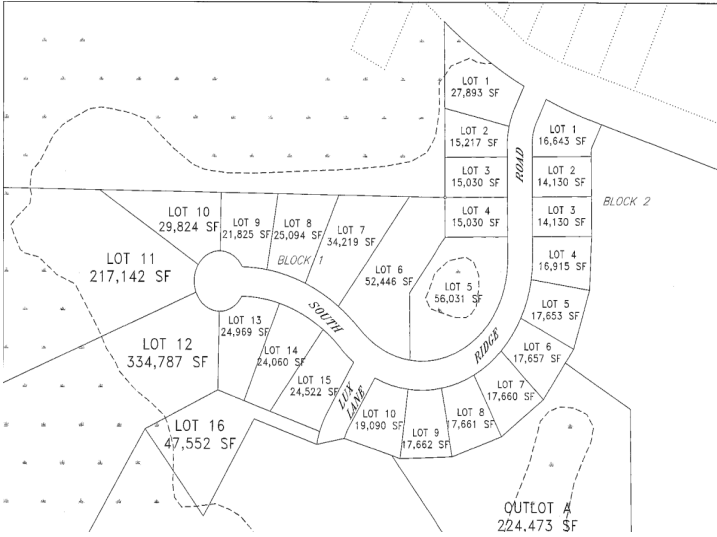 LOT 1
27,893 SF
LOT 2
15,217 SF
LOT 3
15,030 SF
LOT 4
15,030 SF
ROAD
LOT 1
16,643 SF
LOT 2
14,130 SF
LOT 3
14,130 SF
BLOCK 2
LOT 4
16,915 SF
LOT 5
17,653 SF
LOT 6
17,657 SF
LOT 7
17,660 SF
LOT 8
17,661 SF
LOT 9
17,662 SF
LOT 10
19,090 SF
LOT 10
29,824 SF
LOT 9
21,825 SF
LOT 8
25,094 SF
LOT 7
34,219 SF
BLOCK 1
LOT 6
52,446 SF
LOT 5
56,031 SF
LOT 11
217,142 SF
SOUTH
RIDGE
LOT 12
334,787 SF
LOT 13
24,969 SF
LOT 14
24,060 SF
LOT 15
24,522 SF
LUX
LANE
LOT 16
47,552 SF
OUTLOT A
224,473 SF